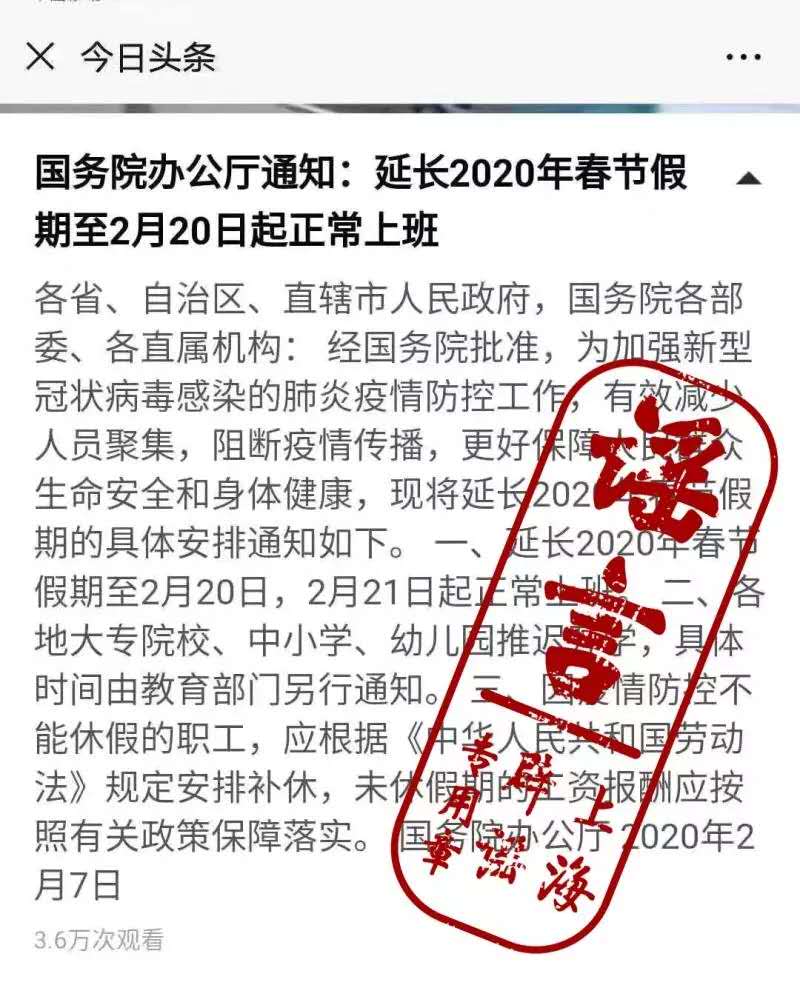 今日头条
国务院办公厅通知：延长2020年春节假
期至2月20日起正常上班
各省、自治区、直辖市人民政府，国务院各部
委、各直属机构： 经国务院批准，为加强新型
冠状病毒感染的肺炎疫情防控工作，有效减少
人员聚集，阻断疫情传播，更好保障人民群众
生命安全和身体健康，现将延长2020年春节假
期的具体安排通知如下。 一、延长2020年春节
假期至2月20日，2月21日起正常上班。 二、各
地大专院校、中小学、幼儿园推迟开学，具体
时间由教育部门另行通知。 三、因疫情防控不
能休假的职工，应根据《中华人民共和国劳动
法》规定安排补休，未休假期的工资报酬应按
照有关政策保障落实。 国务院办公厅 2020年2
月7日
3.6万次观看
谣言
上海
辟谣
专用章